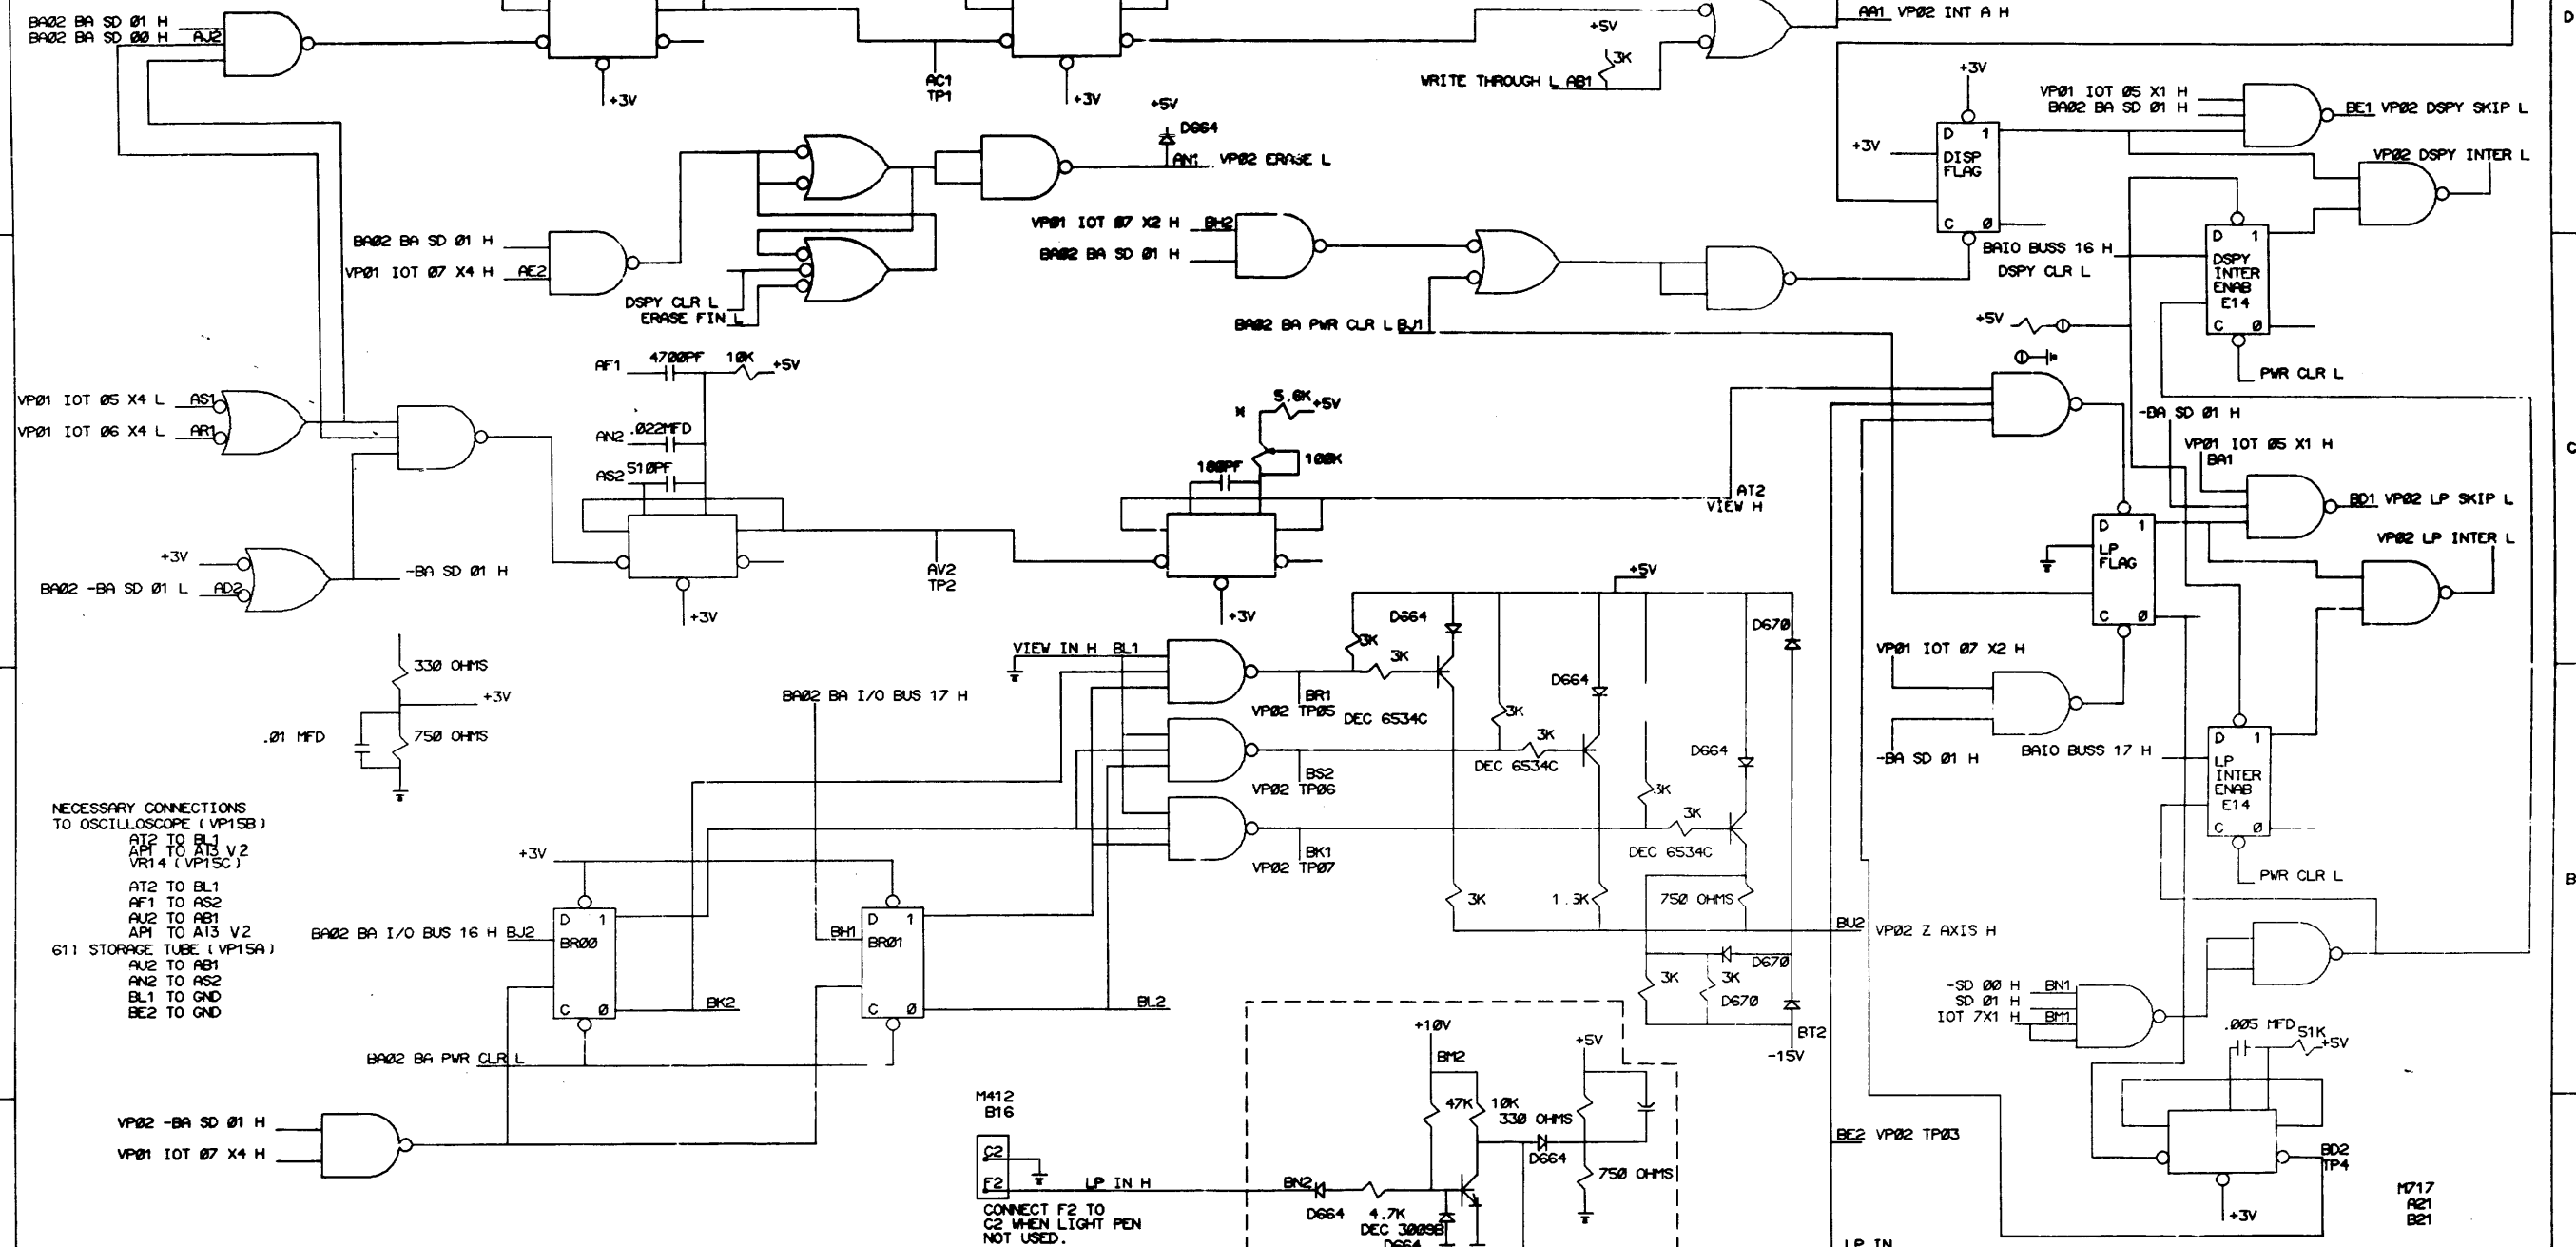 BA02 BA SD 01 H
BA02 BA SD 00 H AJ2
+3V
AC1
TP1
+3V
+5V
3K
WRITE THROUGH L AB1
AA1 VP02 INT A H
D
+3V
VP01 IOT 05 X1 H
BA02 BA SD 01 H
BE1 VP02 DSPY SKIP L
+5V
D664
AN1 VP02 ERASE L
+3V
D 1
DISP
FLAG
C 0
VP02 DSPY INTER L
BA02 BA SD 01 H
VP01 IOT 07 X4 H AE2
DSPY CLR L
ERASE FIN L
VP01 IOT 07 X2 H BH2
BA02 BA SD 01 H
BA02 BA PWR CLR L BJ1
BAIO BUSS 16 H
DSPY CLR L
D 1
DSPY
INTER
ENAB
E14
C 0
+5V
PWR CLR L
AF1 4700PF 10K +5V
VP01 IOT 05 X4 L AS1
VP01 IOT 06 X4 L AR1
AN2 .022MFD
AS2 510PF
5.6K +5V
100K
180PF
AT2
VIEW H
-BA SD 01 H
VP01 IOT 05 X1 H
BA1
BD1 VP02 LP SKIP L
C
+3V
BA02 -BA SD 01 L AD2
-BA SD 01 H
+3V
AV2
TP2
+3V
D 1
LP
FLAG
C 0
VP02 LP INTER L
+5V
D664
3K
3K
D670
330 OHMS
+3V
.01 MFD
750 OHMS
VIEW IN H BL1
BA02 BA I/O BUS 17 H
BR1
VP02 TP05
DEC 6534C
D664
3K
3K
DEC 6534C
BS2
VP02 TP06
D664
3K
3K
DEC 6534C
BK1
VP02 TP07
VP01 IOT 07 X2 H
-BA SD 01 H
BAIO BUSS 17 H
D 1
LP
INTER
ENAB
E14
C 0
PWR CLR L
B
NECESSARY CONNECTIONS
TO OSCILLOSCOPE (VP15B)
AT2 TO BL1
AP1 TO A13 V2
VR14 (VP15C)
AT2 TO BL1
AF1 TO AS2
AU2 TO AB1
AP1 TO A13 V2
611 STORAGE TUBE (VP15A)
AU2 TO AB1
AN2 TO AS2
BL1 TO GND
BE2 TO GND
+3V
BA02 BA I/O BUS 16 H BJ2
D 1
BR00
C 0
BK2
BH1
D 1
BR01
C 0
BL2
BA02 BA PWR CLR L
3K
750 OHMS
BU2 VP02 Z AXIS H
D670
3K
3K
D670
BT2
-15V
-SD 00 H BN1
SD 01 H
IOT 7X1 H BM1
.005 MFD 51K +5V
VP02 -BA SD 01 H
VP01 IOT 07 X4 H
M412
B16
C2
F2
LP IN H
CONNECT F2 TO
C2 WHEN LIGHT PEN
NOT USED.
+10V
BM2
47K
10K
+5V
330 OHMS
D664
750 OHMS
BN2
D664
4.7K
DEC 3009B
D664
BE2 VP02 TP03
BD2
TP4
+3V
M717
A21
B21
LP IN